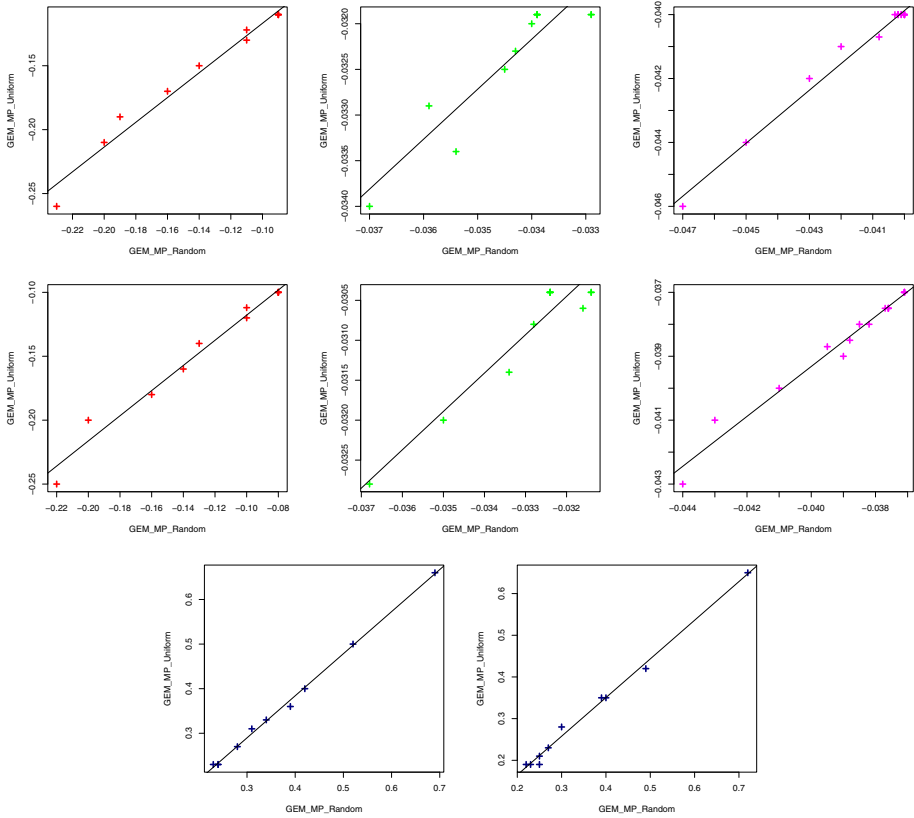 GEM_MP_Uniform
−0.15
−0.20
−0.25
−0.22 −0.20 −0.18 −0.16 −0.14 −0.12 −0.10
GEM_MP_Random
GEM_MP_Uniform
−0.0320
−0.0325
−0.0330
−0.0335
−0.0340
−0.037 −0.036 −0.035 −0.034 −0.033
GEM_MP_Random
GEM_MP_Uniform
−0.040
−0.042
−0.044
−0.046
−0.047 −0.045 −0.043 −0.041
GEM_MP_Random
GEM_MP_Uniform
−0.10
−0.15
−0.20
−0.25
−0.22 −0.20 −0.18 −0.16 −0.14 −0.12 −0.10 −0.08
GEM_MP_Random
GEM_MP_Uniform
−0.0305
−0.0310
−0.0315
−0.0320
−0.0325
−0.037 −0.036 −0.035 −0.034 −0.033 −0.032
GEM_MP_Random
GEM_MP_Uniform
−0.037
−0.039
−0.041
−0.043
−0.044 −0.042 −0.040 −0.038
GEM_MP_Random
GEM_MP_Uniform
0.6
0.5
0.4
0.3
0.3 0.4 0.5 0.6 0.7
GEM_MP_Random
GEM_MP_Uniform
0.6
0.5
0.4
0.3
0.2
0.2 0.3 0.4 0.5 0.6 0.7
GEM_MP_Random